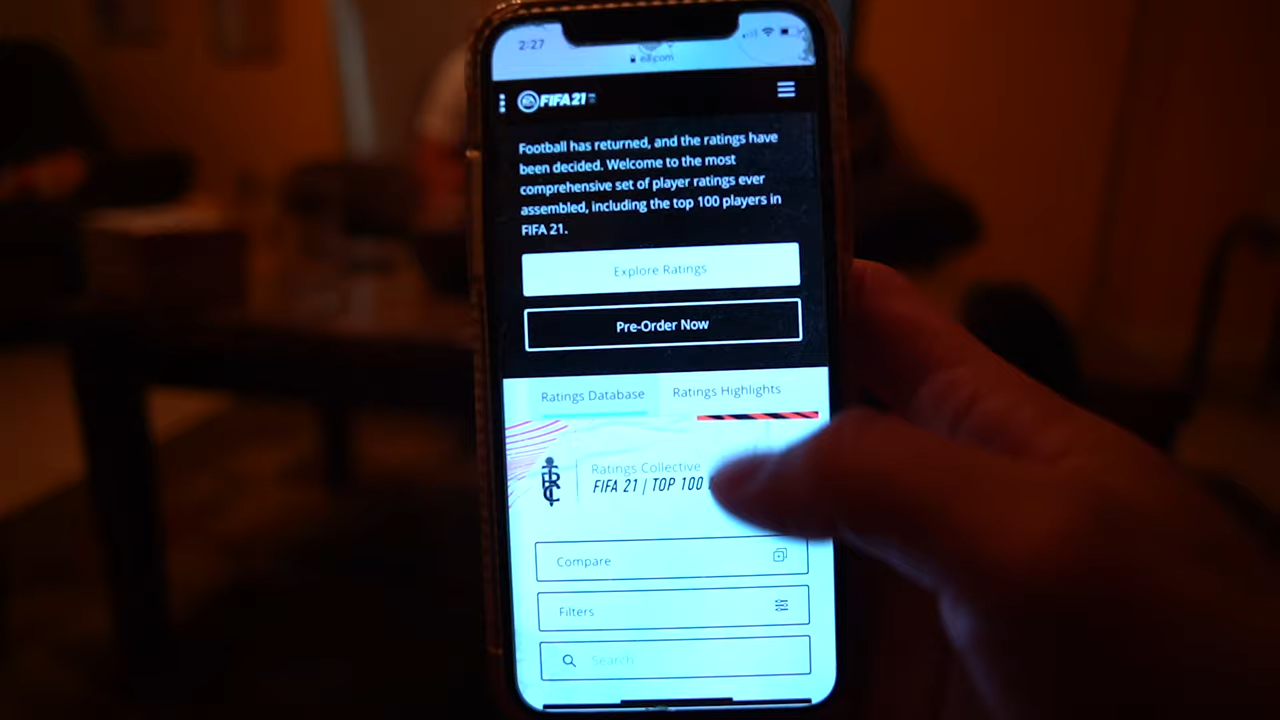 2:27
FIFA 21
Football has returned, and the ratings have
been decided. Welcome to the most
comprehensive set of player ratings ever
assembled, including the top 100 players in
FIFA 21.
Explore Ratings
Pre-Order Now
Ratings Database
Ratings Highlights
Ratings Collective
FIFA 21 | TOP 100
Compare
Filters
Search